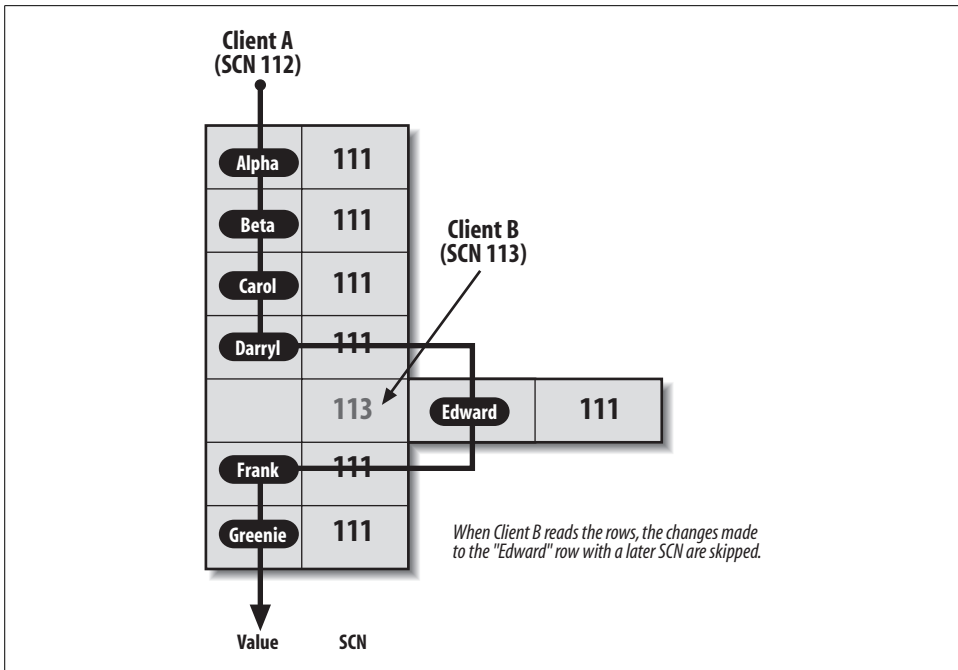 Client A
(SCN 112)
Alpha 111
Beta 111
Client B
(SCN 113)
Carol 111
Darryl 111
113 Edward 111
Frank 111
Greenie 111
When Client B reads the rows, the changes made
to the "Edward" row with a later SCN are skipped.
Value SCN